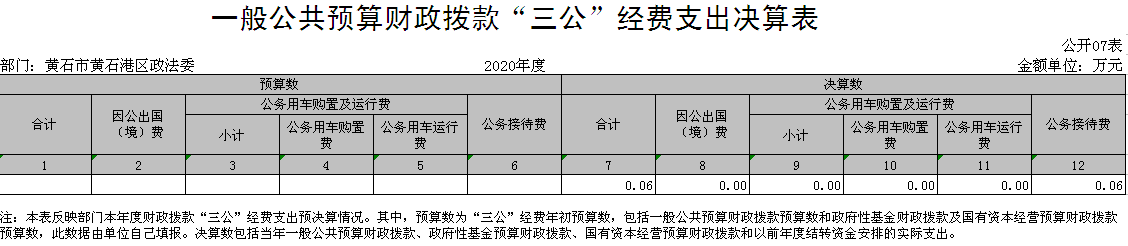 一般公共预算财政拨款“三公”经费支出决算表
公开07表
部门：黄石市黄石港区政法委 2020年度 金额单位：万元
预算数 决算数
合计 因公出国（境）费 公务用车购置及运行费 公务接待费 合计 因公出国（境）费 公务用车购置及运行费 公务接待费
小计 公务用车购置费 公务用车运行费 小计 公务用车购置费 公务用车运行费
1 2 3 4 5 6 7 8 9 10 11 12
0.06 0.00 0.00 0.00 0.00 0.06
注：本表反映部门本年度财政拨款“三公”经费支出预决算情况。其中，预算数为“三公”经费年初预算数，包括一般公共预算财政拨款预算数和政府性基金财政拨款及国有资本经营预算财政拨款
预算数，此数据由单位自己填报。决算数包括当年一般公共预算财政拨款、政府性基金预算财政拨款、国有资本经营预算财政拨款和以前年度结转资金安排的实际支出。